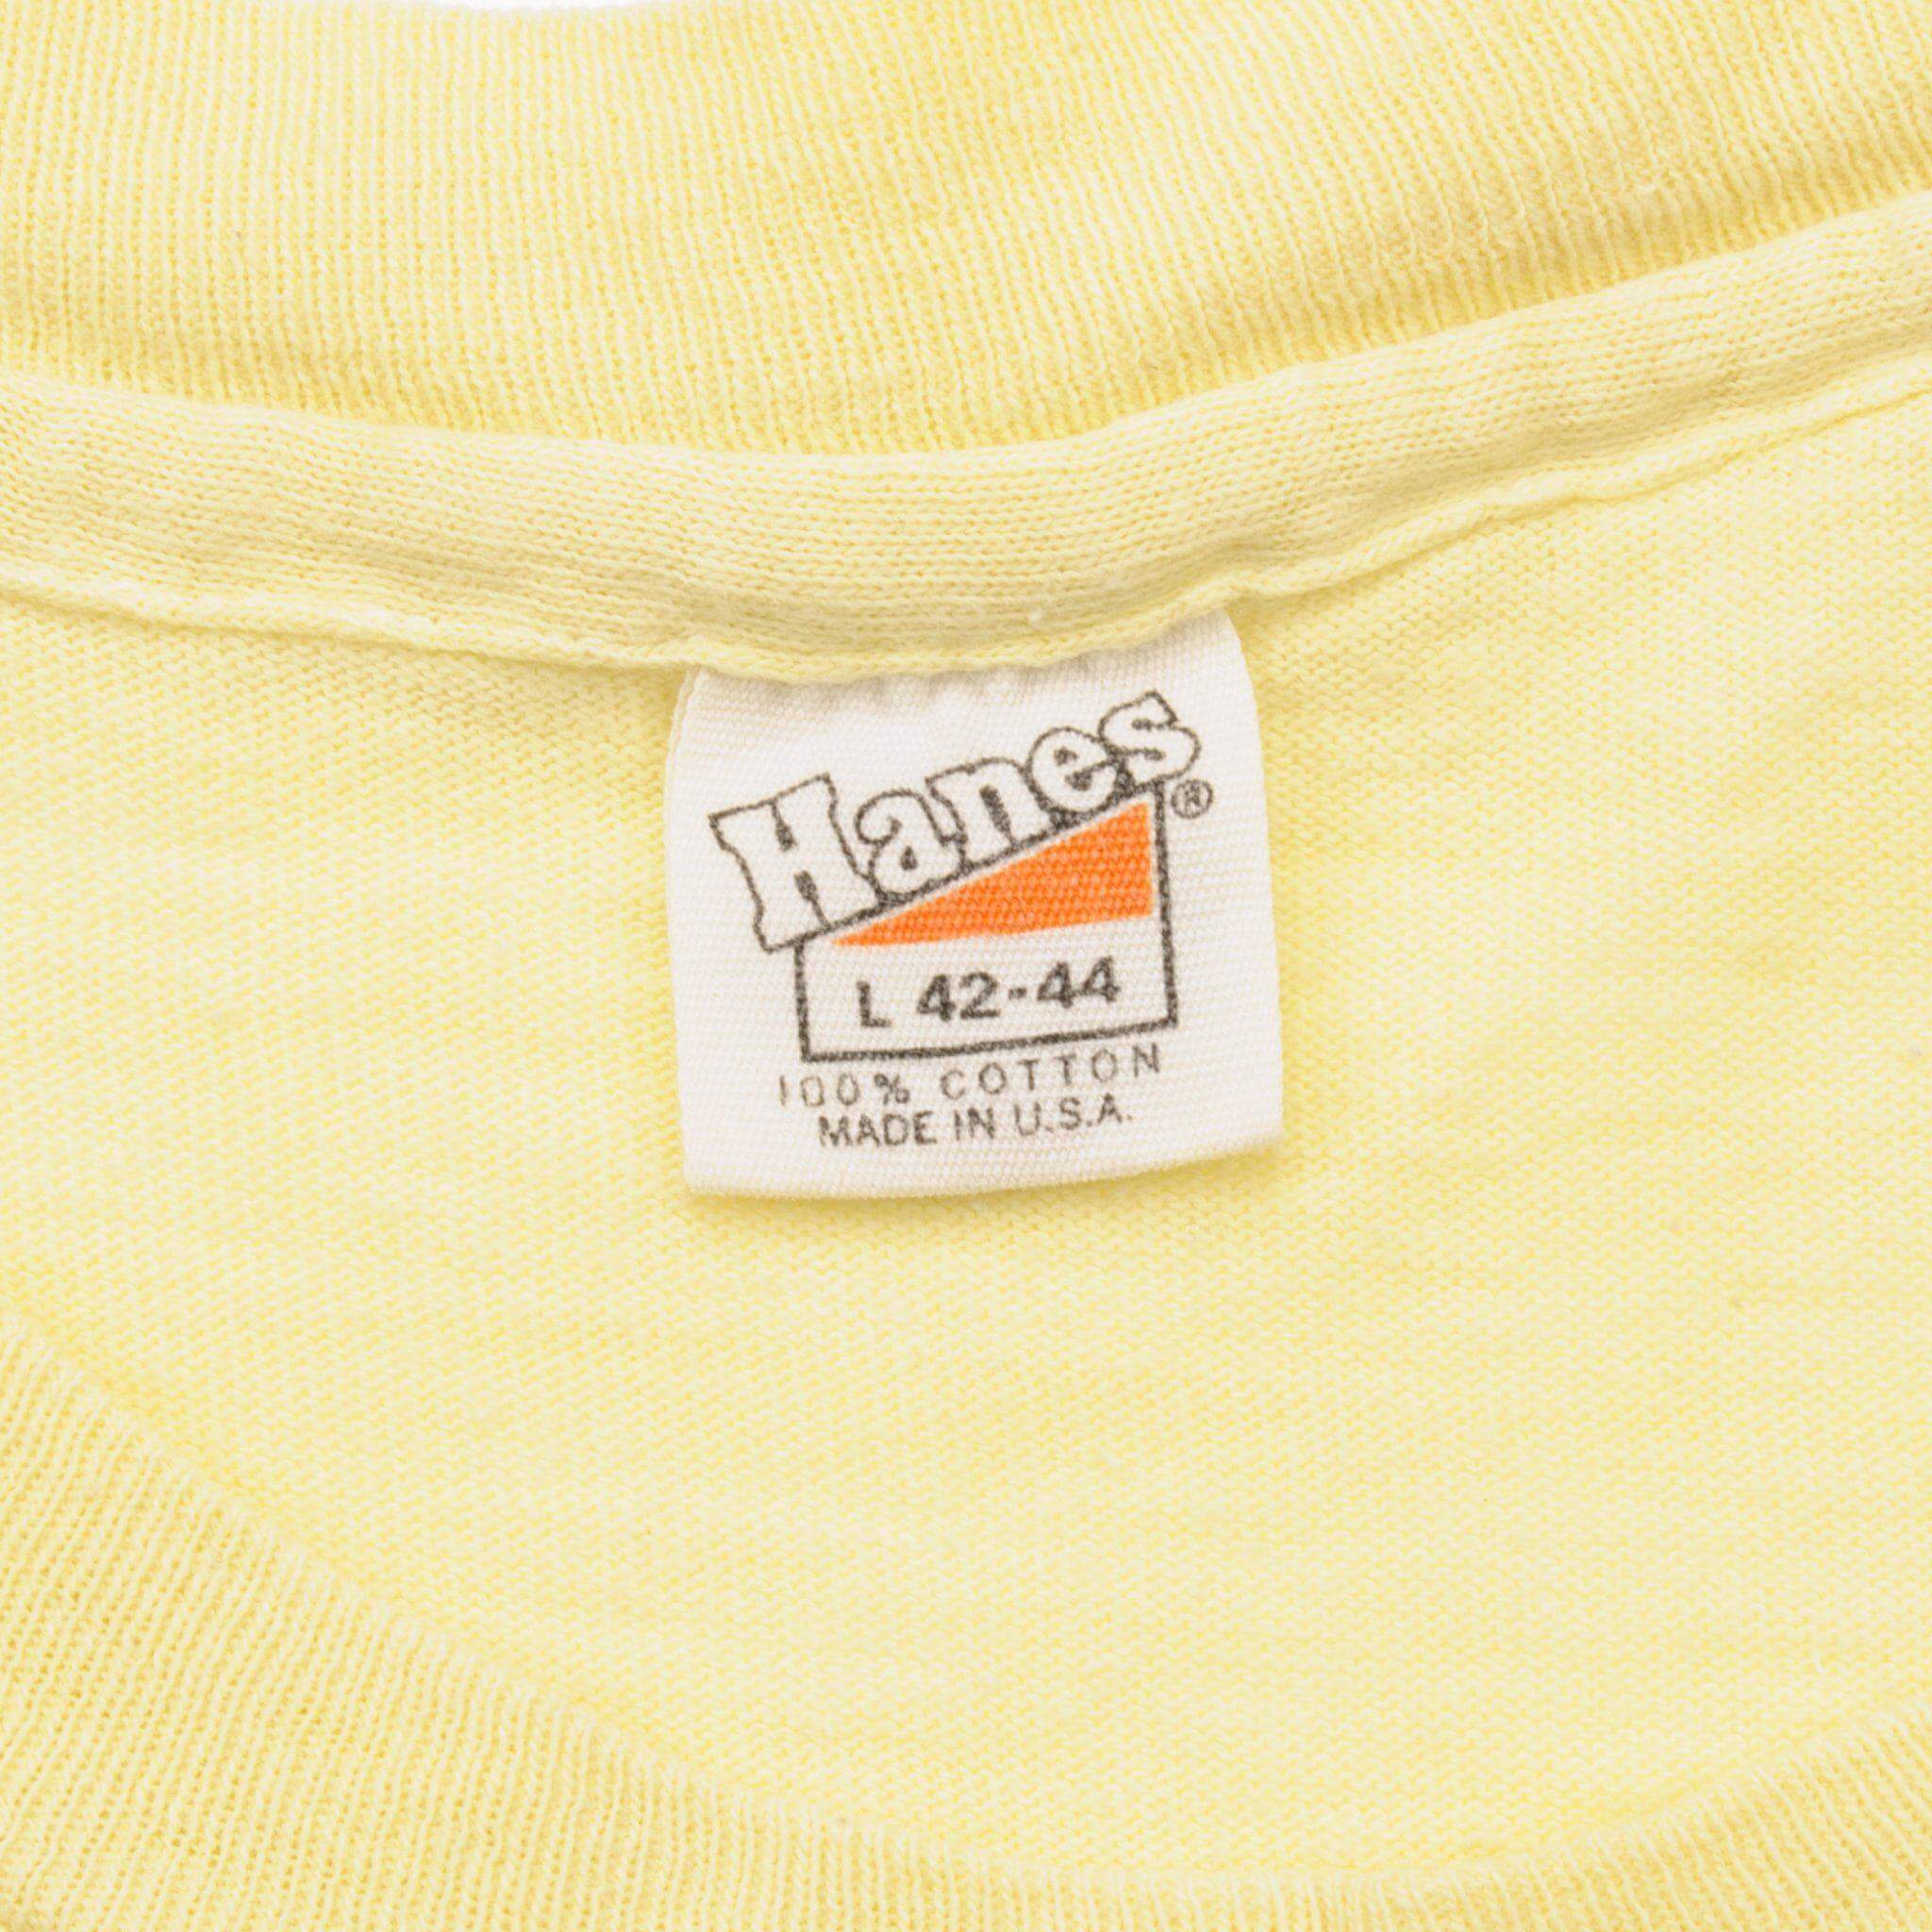 Hanes®
L 42-44
100% COTTON
MADE IN U.S.A.